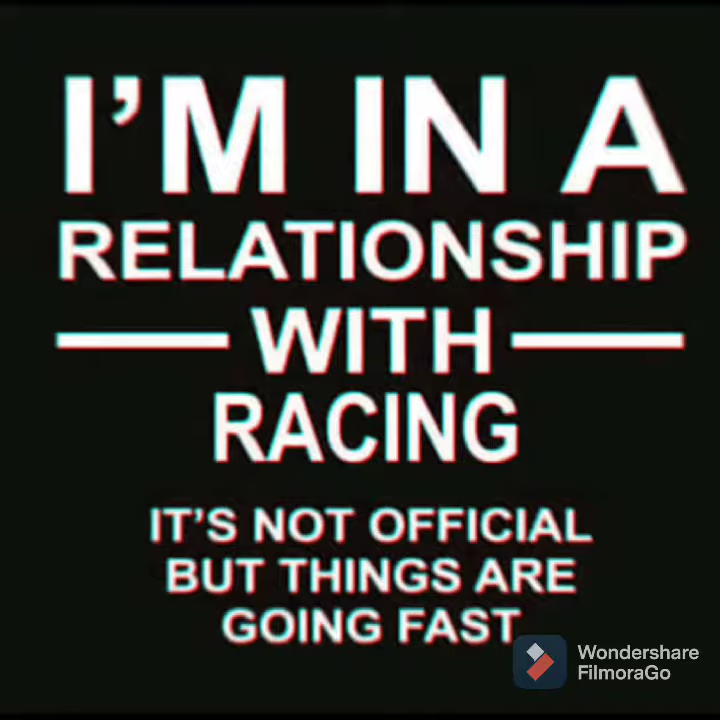 I'M IN A
RELATIONSHIP
WITH
RACING
IT'S NOT OFFICIAL
BUT THINGS ARE
GOING FAST
Wondershare
FilmoraGo